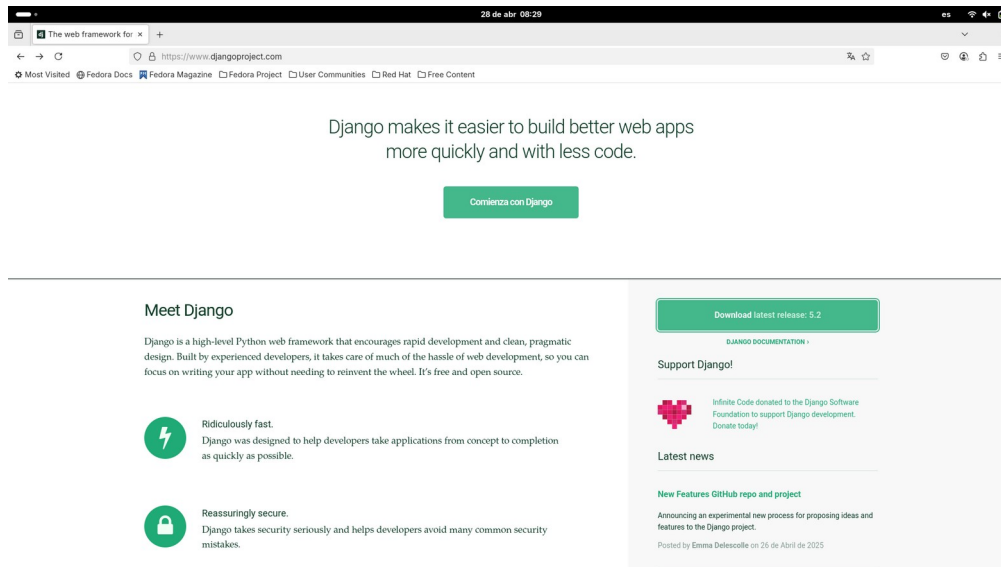 28 de abr 08:29
es
The web framework for
https://www.djangoproject.com
Most Visited Fedora Docs Fedora Magazine Fedora Project User Communities Red Hat Free Content
Django makes it easier to build better web apps
more quickly and with less code.
Comienza con Django
Meet Django
Django is a high-level Python web framework that encourages rapid development and clean, pragmatic
design. Built by experienced developers, it takes care of much of the hassle of web development, so you can
focus on writing your app without needing to reinvent the wheel. It’s free and open source.
Ridiculously fast.
Django was designed to help developers take applications from concept to completion
as quickly as possible.
Reassuringly secure.
Django takes security seriously and helps developers avoid many common security
mistakes.
Download latest release: 5.2
DJANGO DOCUMENTATION ›
Support Django!
Infinite Code donated to the Django Software
Foundation to support Django development.
Donate today!
Latest news
New Features GitHub repo and project
Announcing an experimental new process for proposing ideas and
features to the Django project.
Posted by Emma Delescolle on 26 de Abril de 2025